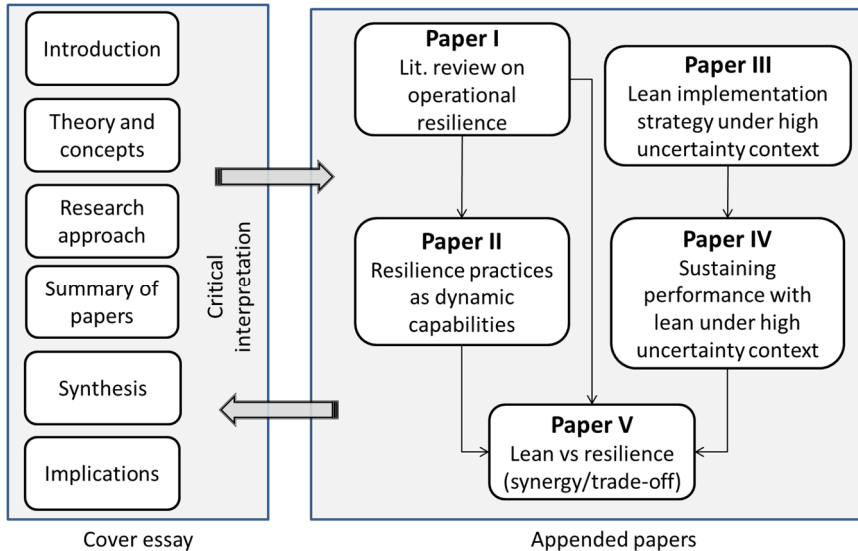 Introduction
Theory and
concepts
Research
approach
Summary of
papers
Synthesis
Implications
Critical
interpretation
Cover essay
Paper I
Lit. review on
operational
resilience
Paper II
Resilience practices
as dynamic
capabilities
Paper III
Lean implementation
strategy under high
uncertainty context
Paper IV
Sustaining
performance with
lean under high
uncertainty context
Paper V
Lean vs resilience
(synergy/trade-off)
Appended papers